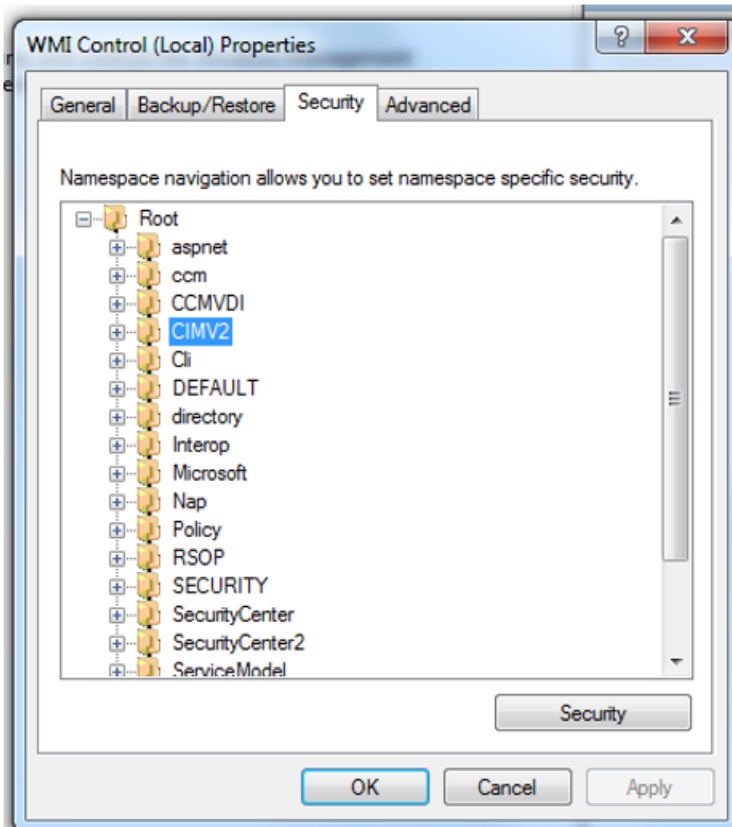 WMI Control (Local) Properties
General Backup/Restore Security Advanced
Namespace navigation allows you to set namespace specific security.
Root
aspnet
ccm
CCMVDI
CIMV2
Cli
DEFAULT
directory
Interop
Microsoft
Nap
Policy
RSOP
SECURITY
SecurityCenter
SecurityCenter2
ServiceModel
Security
OK Cancel Apply